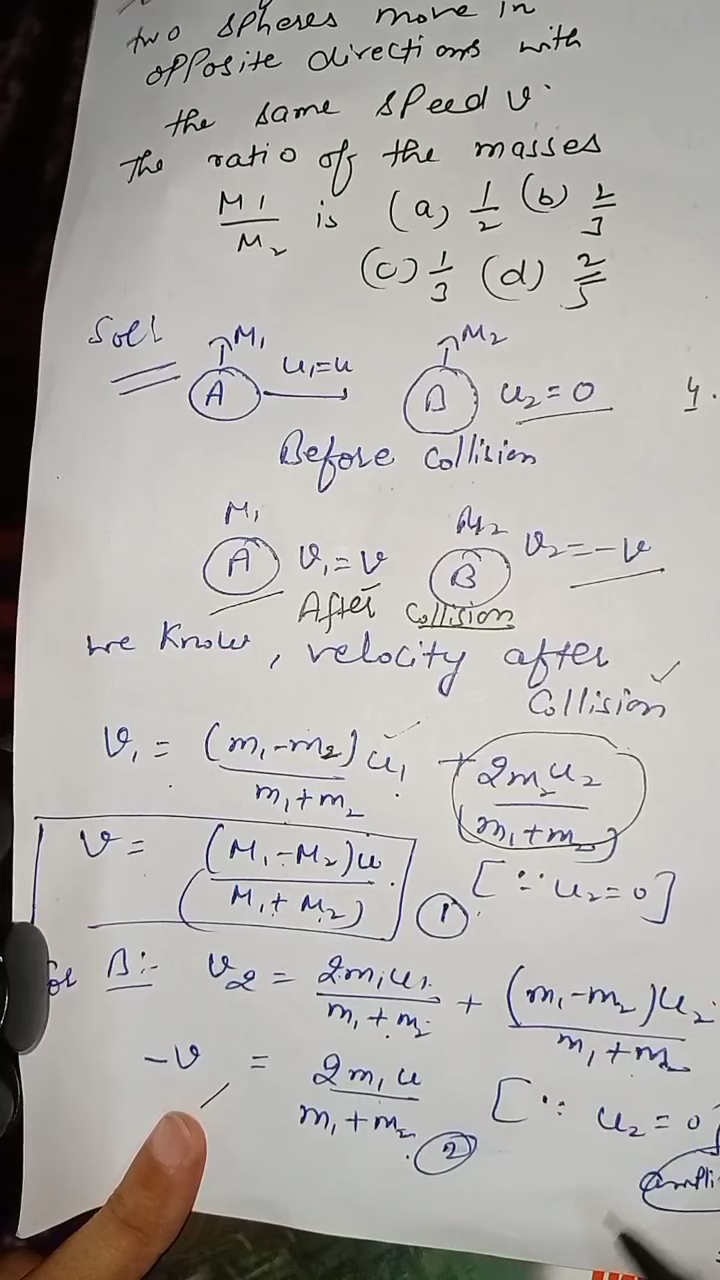 two spheres move in
opposite directions with
the same speed v.
The ratio of the masses
M1/M2 is (a) 1/2 (b) 2/3
(c) 1/3 (d) 2/5
Soln
M1 M2
A u1=u B u2=0 4.
Before Collision
M1 M2
A v1=v B v2=-v
After Collision
we know, velocity after
Collision
v1 = (m1-m2)u1/m1+m2 + 2m2u2/(m1+m2)
v = (M1-M2)u/(M1+M2) ① [∵ u2=0]
for B:- v2 = 2m1u1/m1+m2 + (m1-m2)u2/m1+m2
-v = 2m1u/m1+m2 ② [∵ u2=0